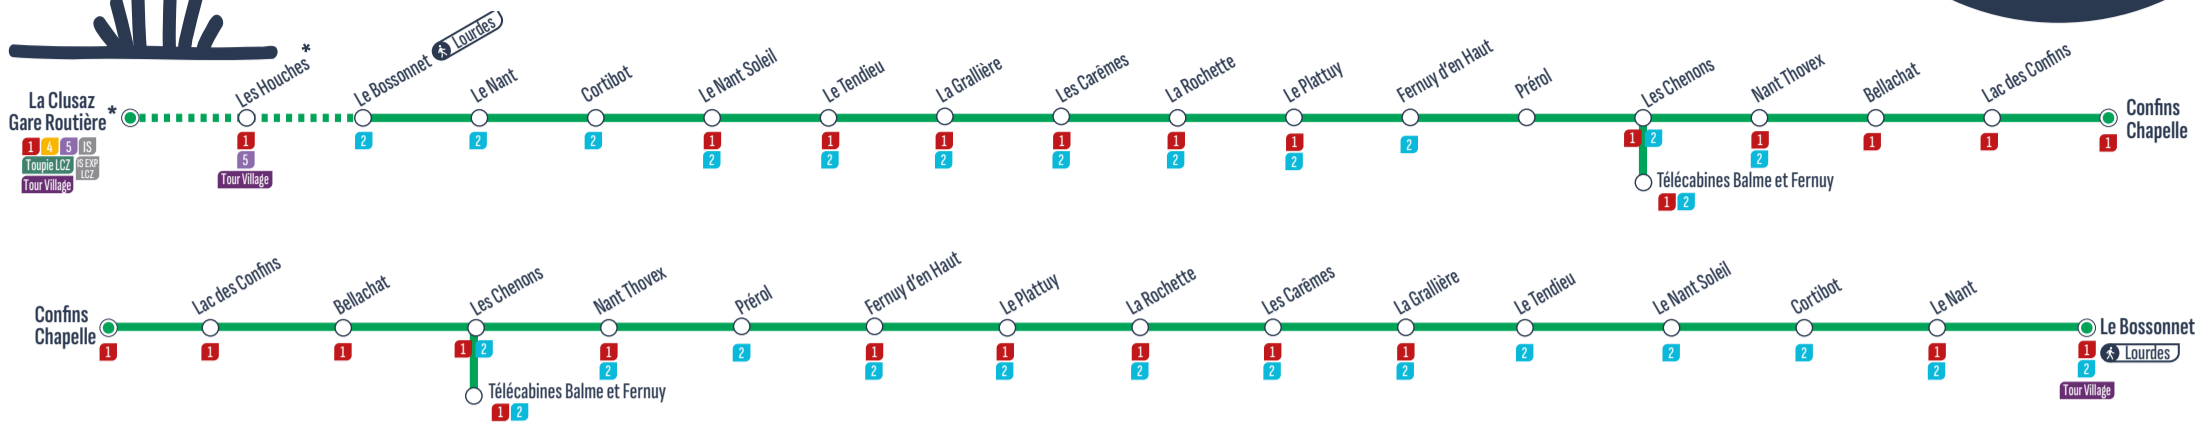 La Clusaz
Gare Routière *
1 4 5 IS
Toupie LCZ IS EXP LCZ
Tour Village
Les Houches *
1
5
Tour Village
Le Bossonnet Lourdes
2
Le Nant
2
Cortibot
2
Le Nant Soleil
1
2
Le Tendieu
1
2
La Grallière
1
2
Les Carêmes
1
2
La Rochette
1
2
Le Plattuy
1
2
Fernuy d'en Haut
2
Prérol
Les Chenons
1 2
Télécabines Balme et Fernuy
1 2
Nant Thovex
1
2
Bellachat
1
Lac des Confins
1
Confins
Chapelle
1
Confins
Chapelle
1
Lac des Confins
1
Bellachat
1
Les Chenons
1 2
Télécabines Balme et Fernuy
1 2
Nant Thovex
1
2
Prérol
2
Fernuy d'en Haut
1
2
Le Plattuy
1
2
La Rochette
1
2
Les Carêmes
1
2
La Grallière
1
2
Le Tendieu
2
Le Nant Soleil
2
Cortibot
2
Le Nant
1
2
Le Bossonnet
1 Lourdes
2
Tour Village